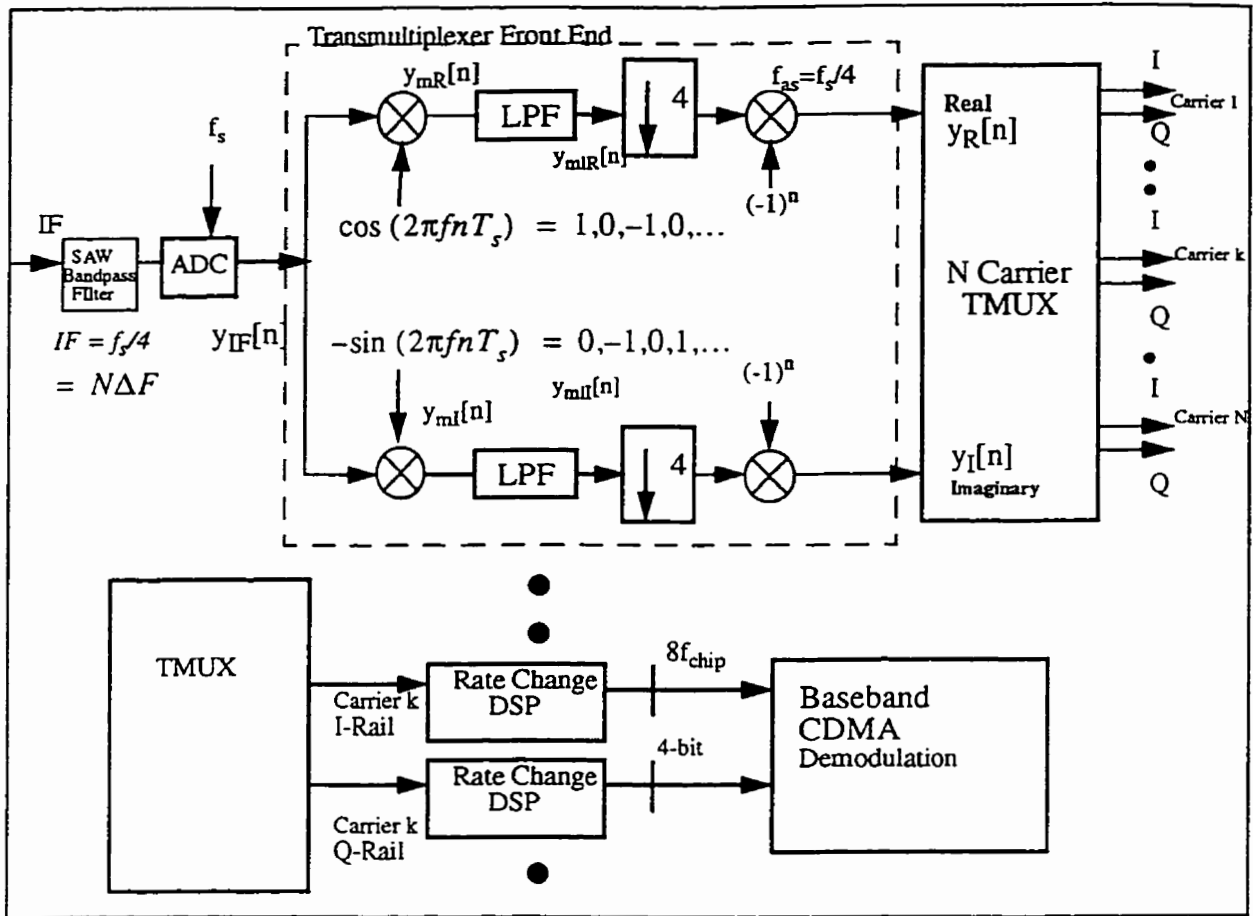 Transmultiplexer Front End
y_mR[n]
LPF
4
f_as=f_s/4
y_mIR[n]
(-1)^n
cos (2πfnT_s) = 1,0,-1,0,...
f_s
IF
SAW
Bandpass
FIlter
ADC
IF = f_s/4
= NΔF
y_IF[n]
-sin (2πfnT_s) = 0,-1,0,1,...
y_mI[n]
y_mII[n]
(-1)^n
LPF
4
Real
y_R[n]
N Carrier
TMUX
y_I[n]
Imaginary
I
Carrier 1
Q
I
Carrier k
Q
I
Carrier N
Q
TMUX
Carrier k
I-Rail
Rate Change
DSP
8f_chip
Carrier k
Q-Rail
Rate Change
DSP
4-bit
Baseband
CDMA
Demodulation